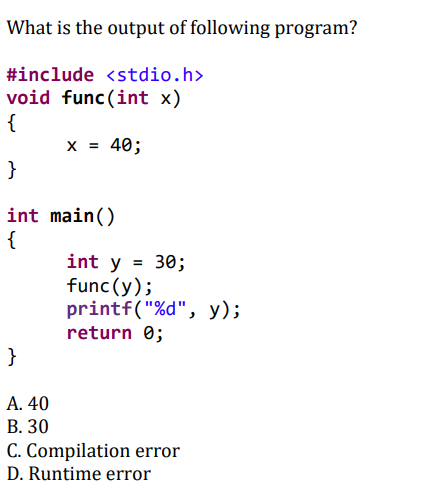 What is the output of following program?
#include <stdio.h>
void func(int x)
{
x = 40;
}
int main()
{
int y = 30;
func(y);
printf("%d", y);
return 0;
}
A. 40
B. 30
C. Compilation error
D. Runtime error